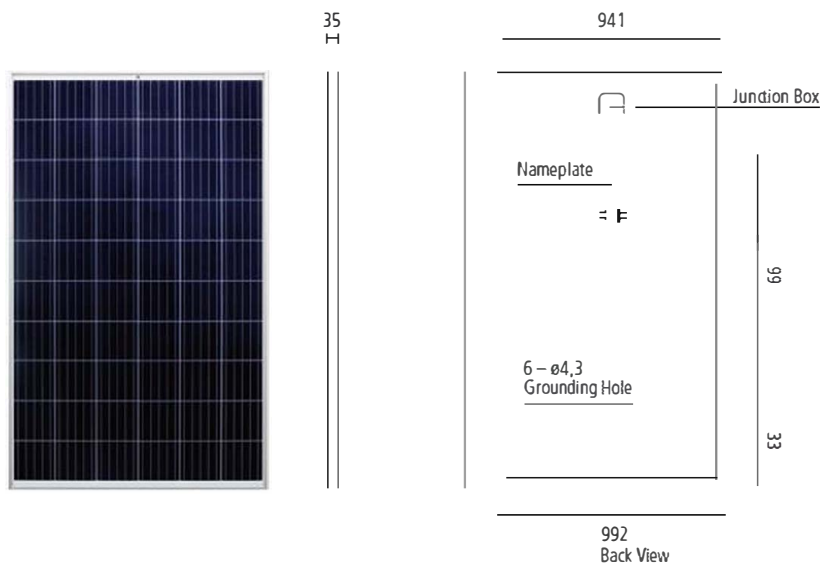 35
941
Junction Box
Nameplate
99
6 – ø4,3
Grounding Hole
33
992
Back View